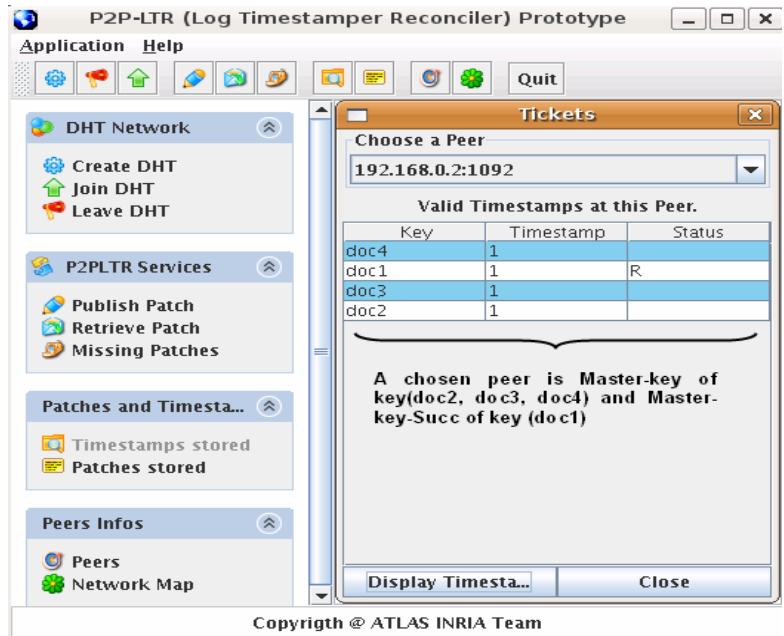 P2P-LTR (Log Timestamper Reconciler) Prototype
Application Help
Quit
DHT Network
Create DHT
Join DHT
Leave DHT
P2PLTR Services
Publish Patch
Retrieve Patch
Missing Patches
Patches and Timesta...
Timestamps stored
Patches stored
Peers Infos
Peers
Network Map
Tickets
Choose a Peer
192.168.0.2:1092
Valid Timestamps at this Peer.
Key Timestamp Status
doc4 1
doc1 1 R
doc3 1
doc2 1
A chosen peer is Master-key of
key(doc2, doc3, doc4) and Master-
key-Succ of key (doc1)
Display Timesta... Close
Copyrigth @ ATLAS INRIA Team